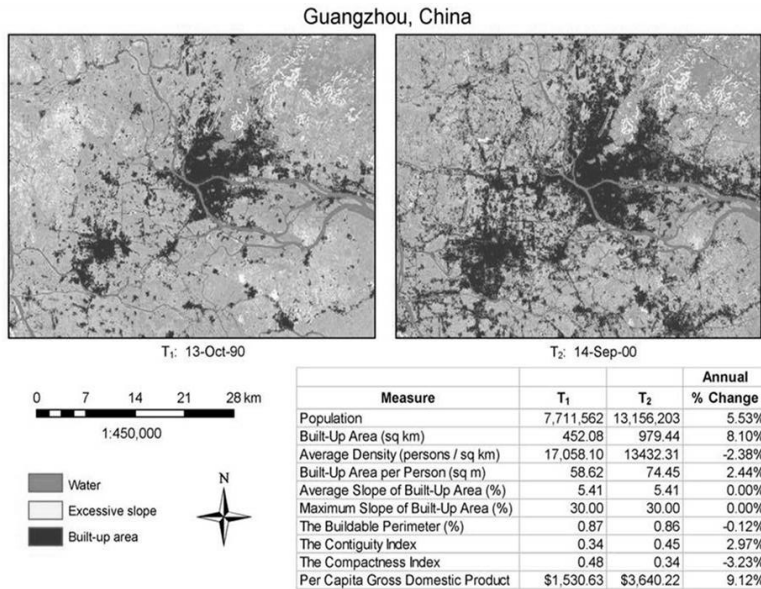 Guangzhou, China
T1: 13-Oct-90
T2: 14-Sep-00
0 7 14 21 28 km
1:450,000
Water
Excessive slope
Built-up area
N
Measure T1 T2 Annual % Change
Population 7,711,562 13,156,203 5.53%
Built-Up Area (sq km) 452.08 979.44 8.10%
Average Density (persons / sq km) 17,058.10 13432.31 -2.38%
Built-Up Area per Person (sq m) 58.62 74.45 2.44%
Average Slope of Built-Up Area (%) 5.41 5.41 0.00%
Maximum Slope of Built-Up Area (%) 30.00 30.00 0.00%
The Buildable Perimeter (%) 0.87 0.86 -0.12%
The Contiguity Index 0.34 0.45 2.97%
The Compactness Index 0.48 0.34 -3.23%
Per Capita Gross Domestic Product $1,530.63 $3,640.22 9.12%